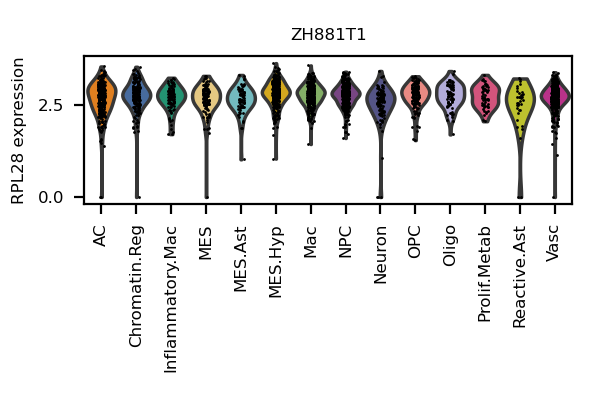 ZH881T1
RPL28 expression
2.5
0.0
AC
Chromatin.Reg
Inflammatory.Mac
MES
MES.Ast
MES.Hyp
Mac
NPC
Neuron
OPC
Oligo
Prolif.Metab
Reactive.Ast
Vasc